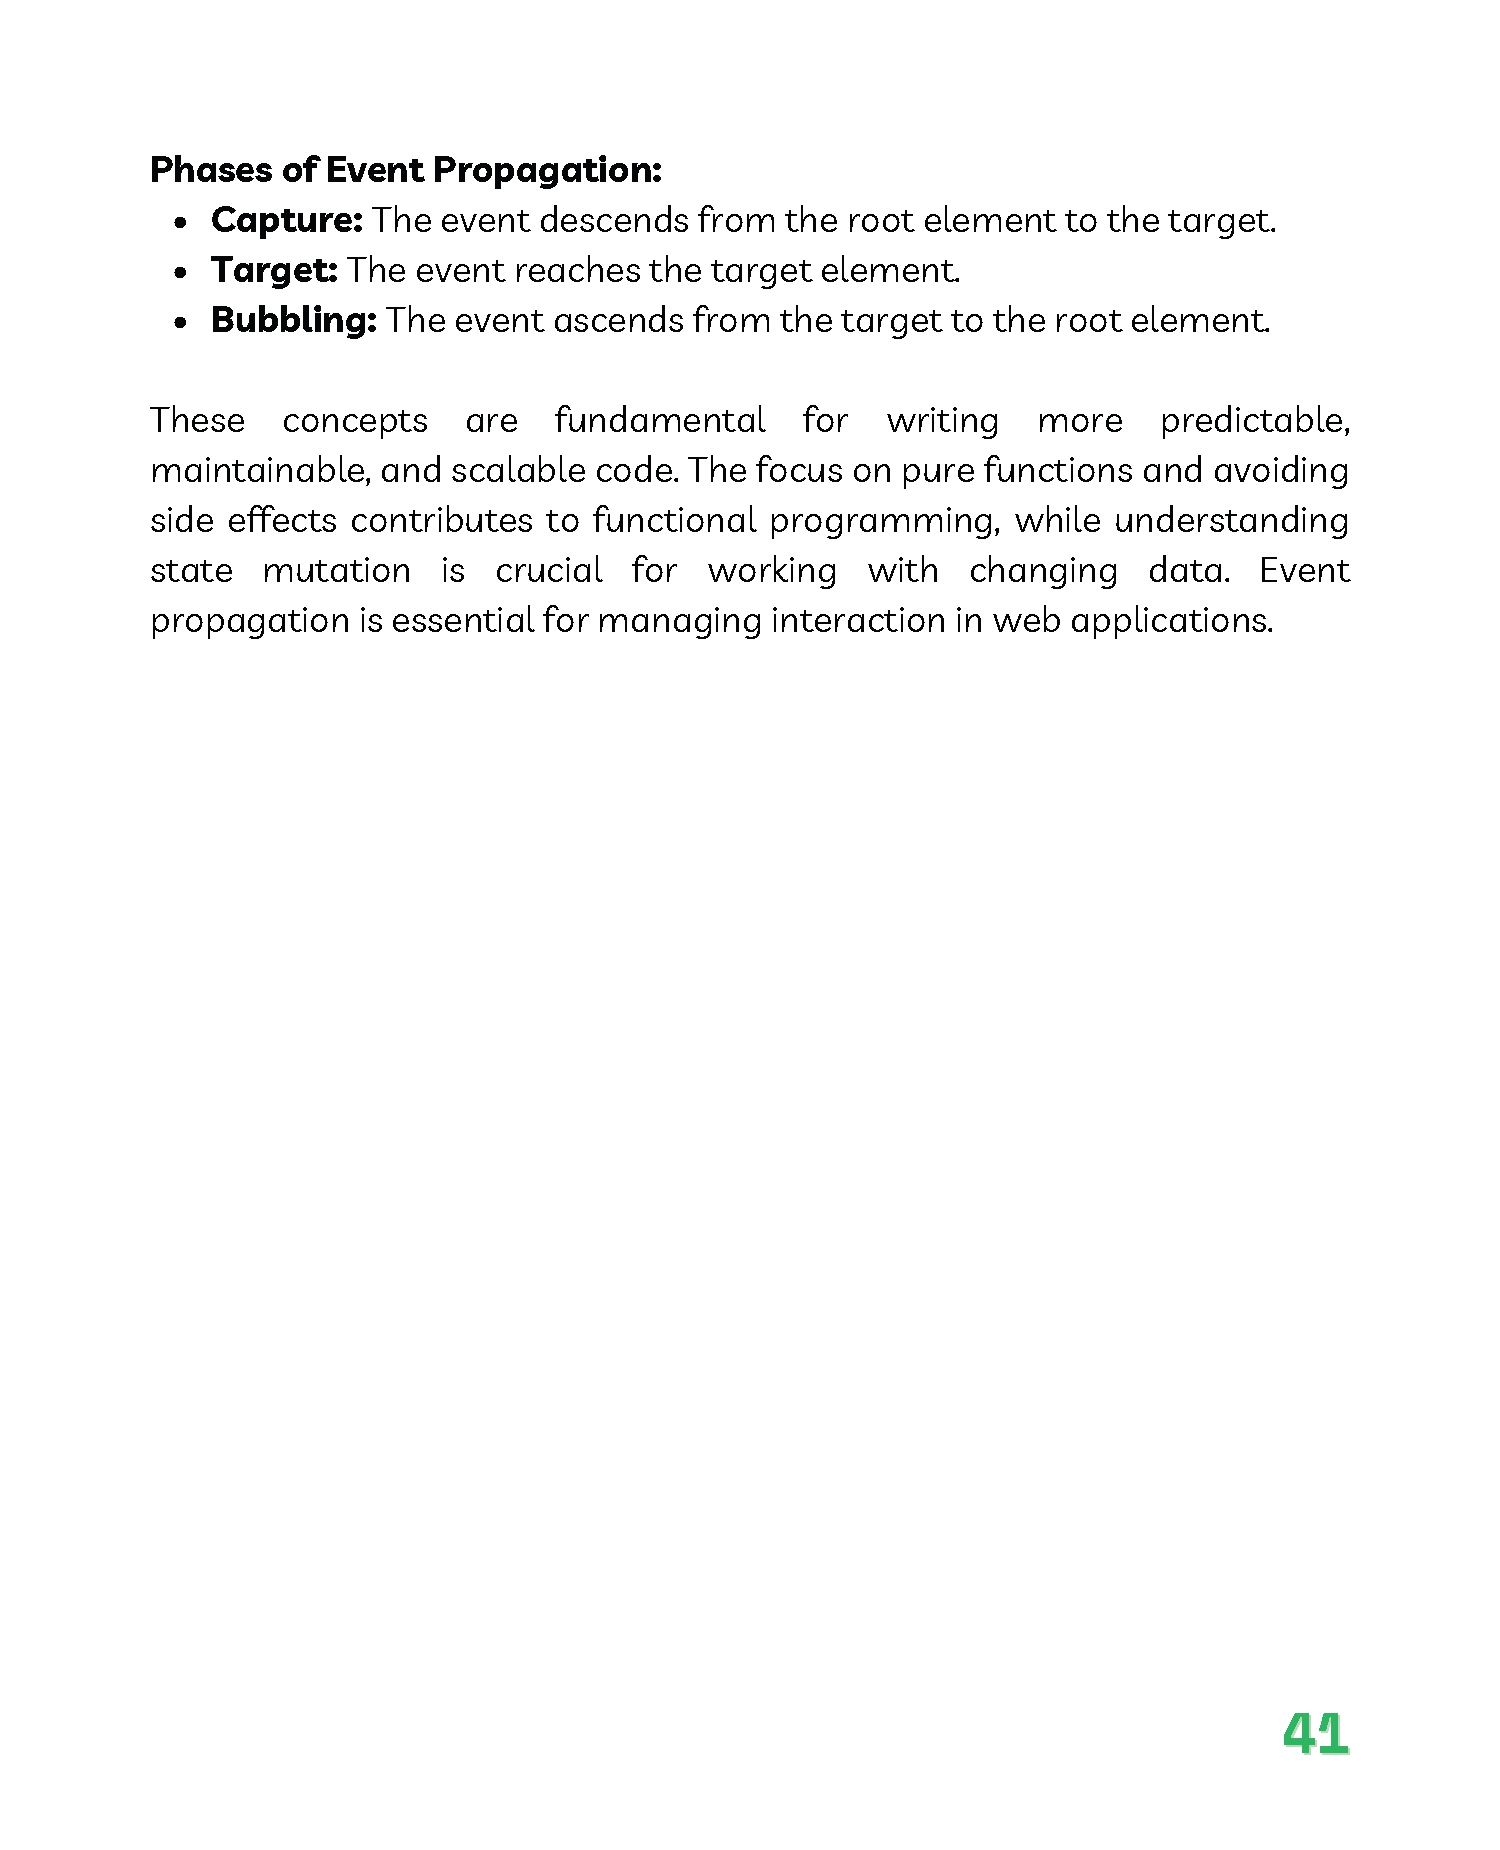 Phases of Event Propagation:
• Capture: The event descends from the root element to the target.
• Target: The event reaches the target element.
• Bubbling: The event ascends from the target to the root element.
These concepts are fundamental for writing more predictable,
maintainable, and scalable code. The focus on pure functions and avoiding
side effects contributes to functional programming, while understanding
state mutation is crucial for working with changing data. Event
propagation is essential for managing interaction in web applications.
41